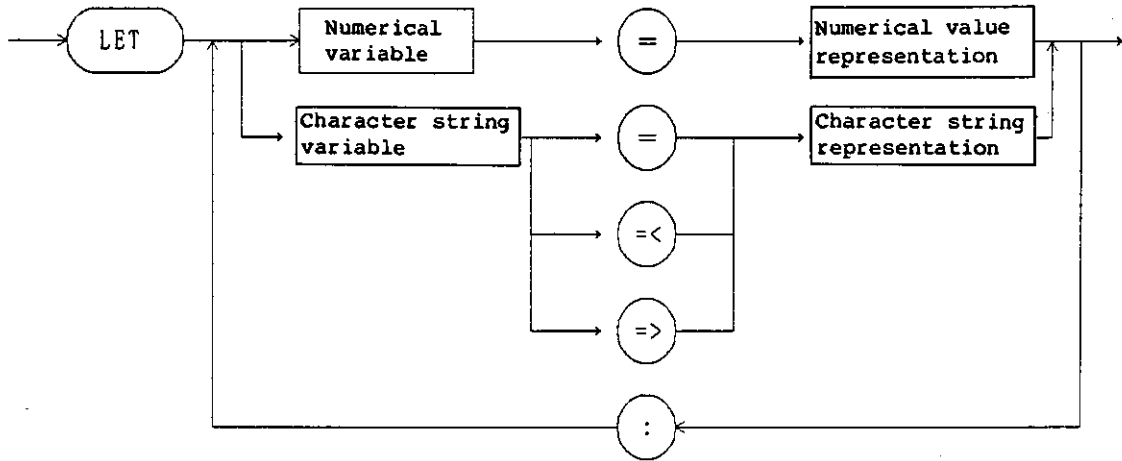 LET
Numerical
variable
=
Numerical value
representation
Character string
variable
=
Character string
representation
=<
=>
: